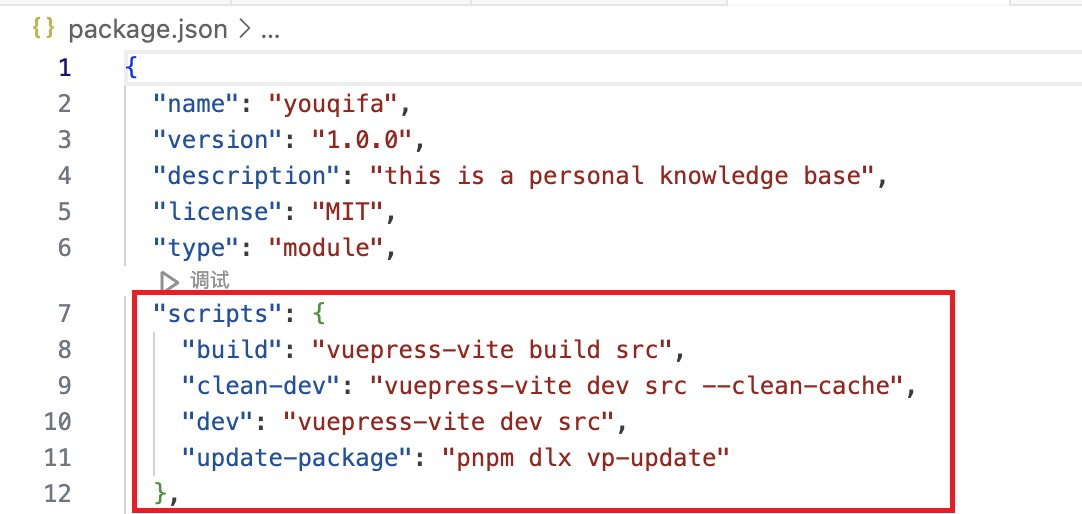 {} package.json > ...
1 {
2 "name": "youqifa",
3 "version": "1.0.0",
4 "description": "this is a personal knowledge base",
5 "license": "MIT",
6 "type": "module",
调试
7 "scripts": {
8 "build": "vuepress-vite build src",
9 "clean-dev": "vuepress-vite dev src --clean-cache",
10 "dev": "vuepress-vite dev src",
11 "update-package": "pnpm dlx vp-update"
12 },